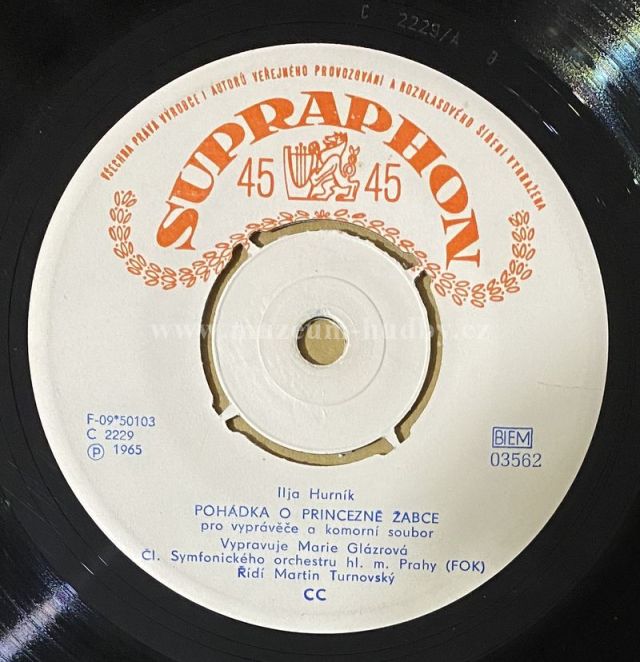 C 2229/A
VŠECHNA PRÁVA VÝROBCE I AUTORŮ VEŘEJNÉHO PROVOZOVÁNÍ A ROZHLASOVÉHO ŠÍŘENÍ VYHRAŽENA
SUPRAPHON
45 45
www.muzeum-hudby.cz
F-09*50103
C 2229
Ⓟ 1965
BIEM
03562
Ilja Hurník
POHÁDKA O PRINCEZNĚ ŽABCE
pro vypravěče a komorní soubor
Vypravuje Marie Glázrová
Čl. Symfonického orchestru hl. m. Prahy (FOK)
Řídí Martin Turnovský
CC